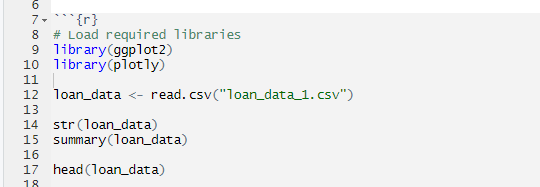 6
7 ```{r}
8 # Load required libraries
9 library(ggplot2)
10 library(plotly)
11
12 loan_data <- read.csv("loan_data_1.csv")
13
14 str(loan_data)
15 summary(loan_data)
16
17 head(loan_data)
18